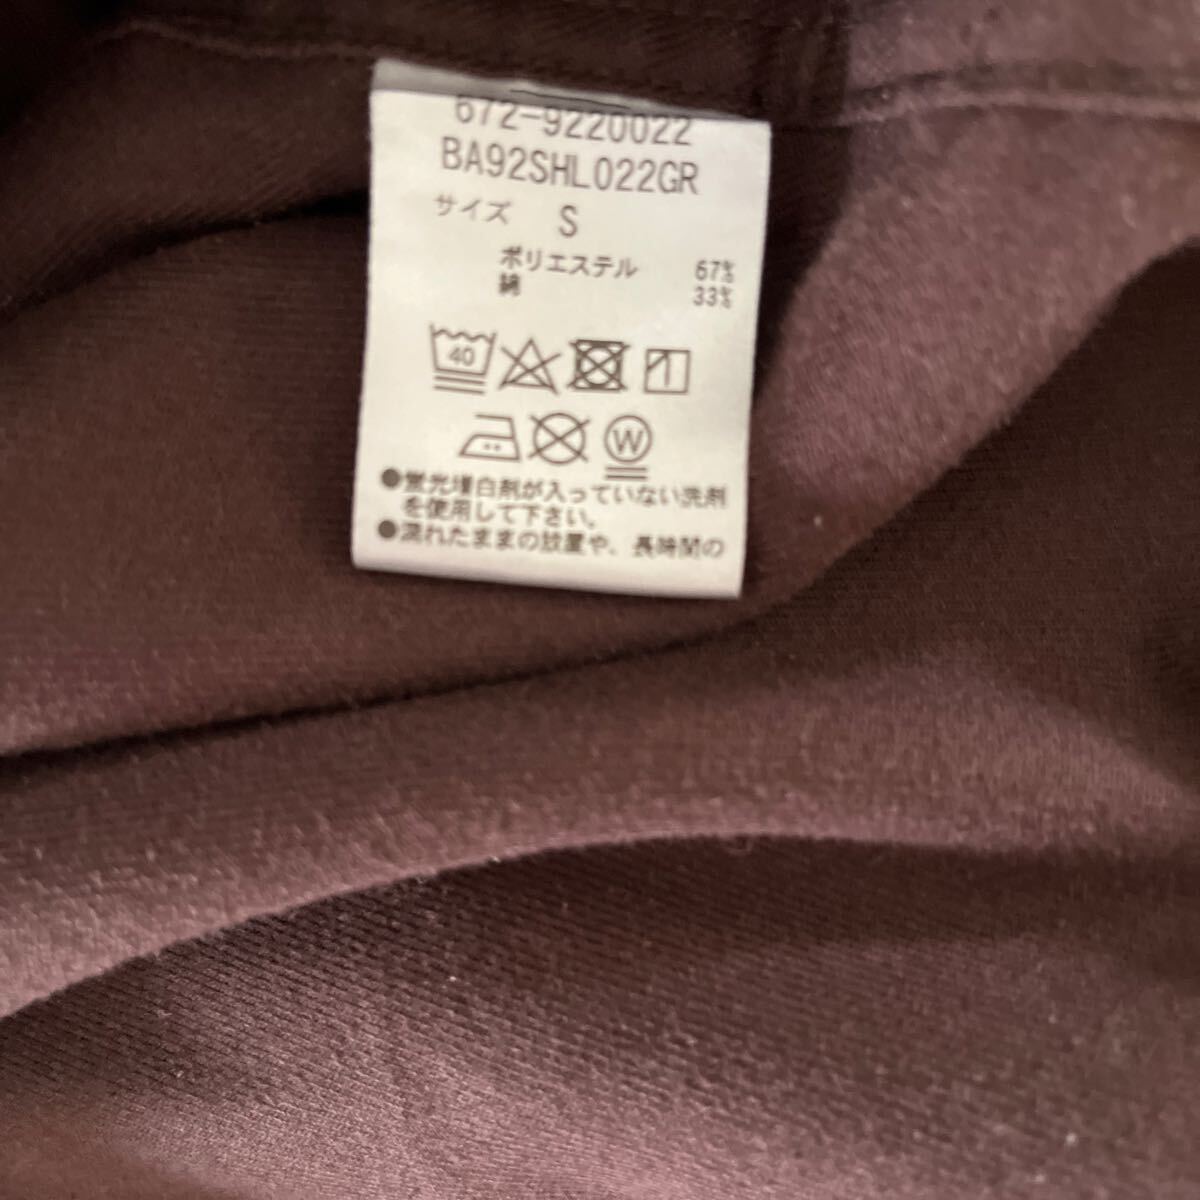 672-9220022
BA92SHL022GR
サイズ S
ポリエステル 67%
綿 33%
40
W
●蛍光増白剤が入っていない洗剤
を使用して下さい。
●濡れたままの放置や、長時間の